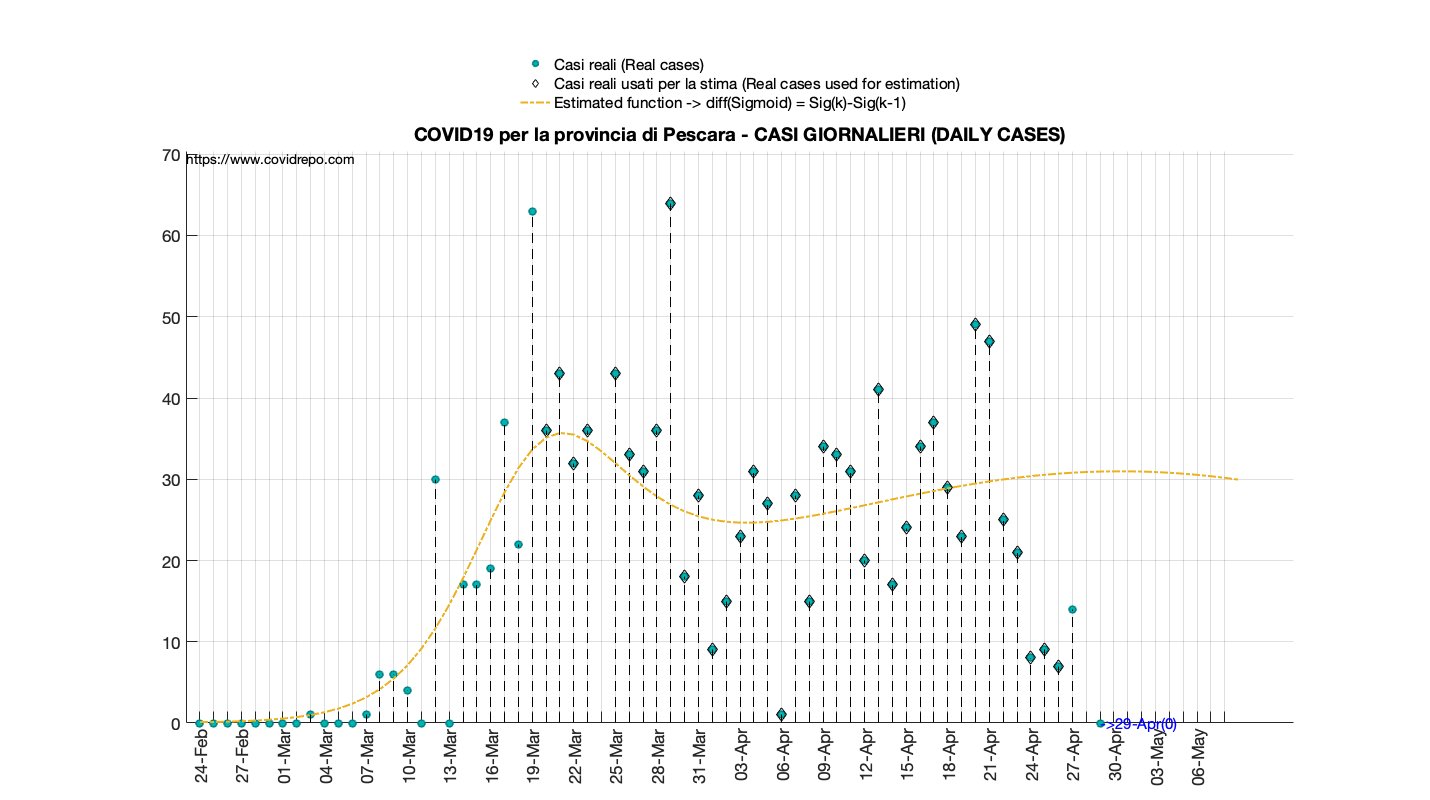 Casi reali (Real cases)
Casi reali usati per la stima (Real cases used for estimation)
Estimated function -> diff(Sigmoid) = Sig(k)-Sig(k-1)
COVID19 per la provincia di Pescara - CASI GIORNALIERI (DAILY CASES)
https://www.covidrepo.com
70
60
50
40
30
20
10
0
->29-Apr(0)
24-Feb
27-Feb
01-Mar
04-Mar
07-Mar
10-Mar
13-Mar
16-Mar
19-Mar
22-Mar
25-Mar
28-Mar
31-Mar
03-Apr
06-Apr
09-Apr
12-Apr
15-Apr
18-Apr
21-Apr
24-Apr
27-Apr
30-Apr
03-May
06-May